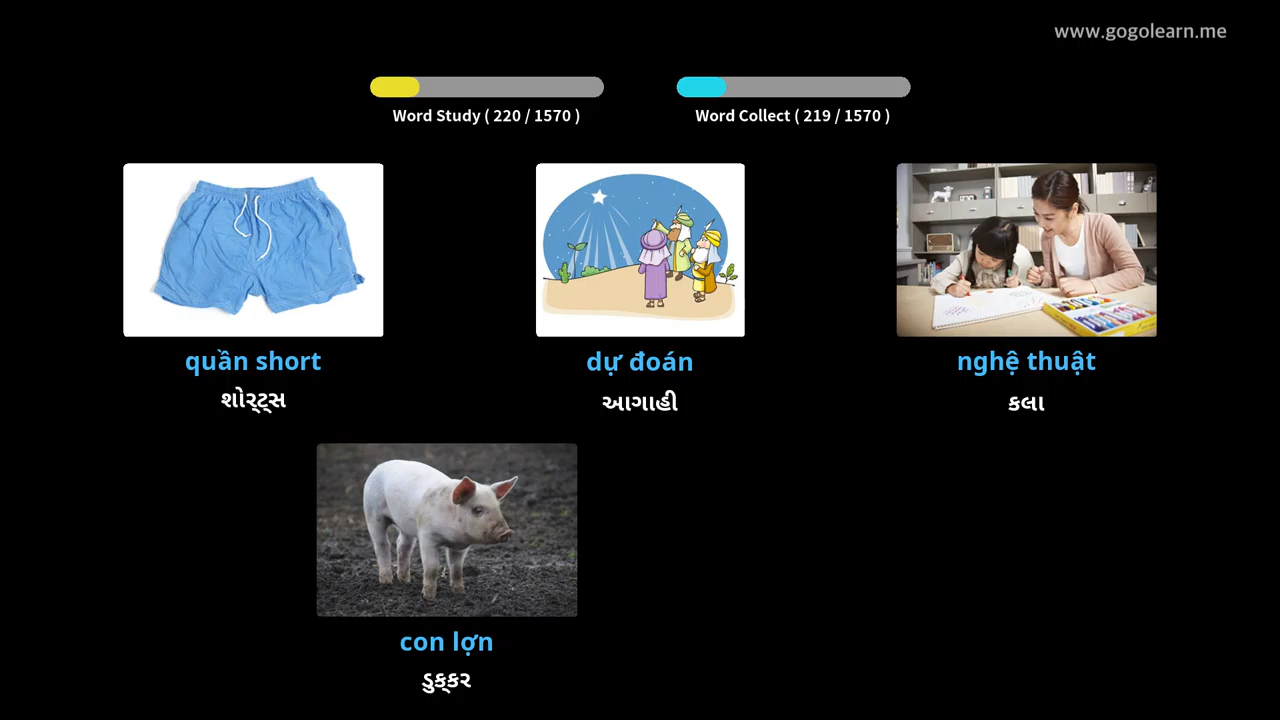 www.gogolearn.me
Word Study ( 220 / 1570 )
Word Collect ( 219 / 1570 )
quần short
શોર્ટ્સ
dự đoán
આગાહી
nghệ thuật
કલા
con lợn
ડુક્કર